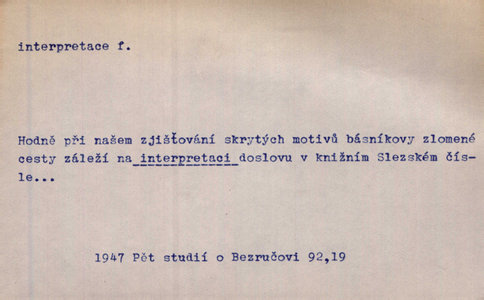 interpretace f.
Hodně při našem zjišťování skrytých motivů básníkovy zlomené
cesty záleží na interpretaci doslovu v knižním Slezském čís-
le...
1947 Pět studií o Bezručovi 92,19